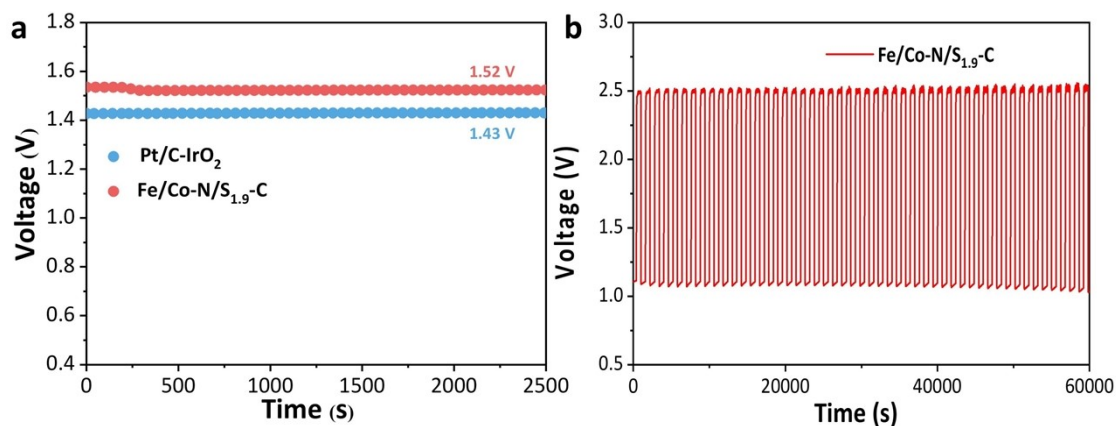 a
Voltage (V)
1.8
1.6
1.4
1.2
1.0
0.8
0.6
0.4
1.52 V
1.43 V
Pt/C-IrO₂
Fe/Co-N/S₁.₉-C
0 500 1000 1500 2000 2500
Time (s)
b
Voltage (V)
3.0
2.5
2.0
1.5
1.0
0.5
Fe/Co-N/S₁.₉-C
0 20000 40000 60000
Time (s)